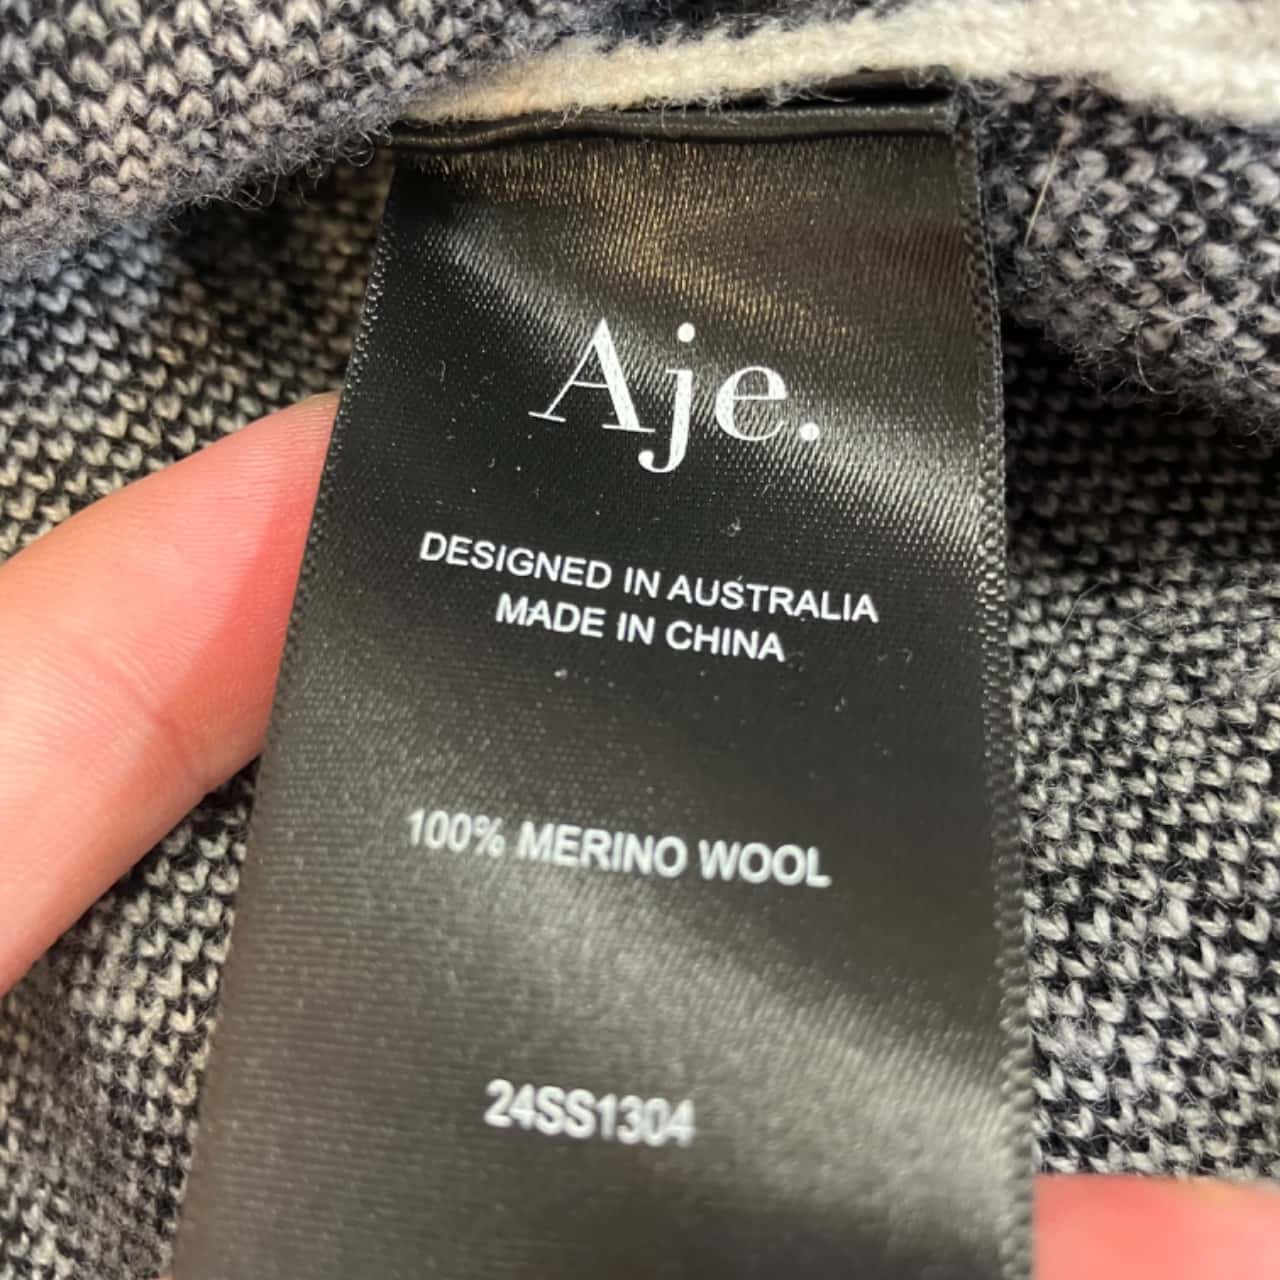 Aje.
DESIGNED IN AUSTRALIA
MADE IN CHINA
100% MERINO WOOL
24SS1304